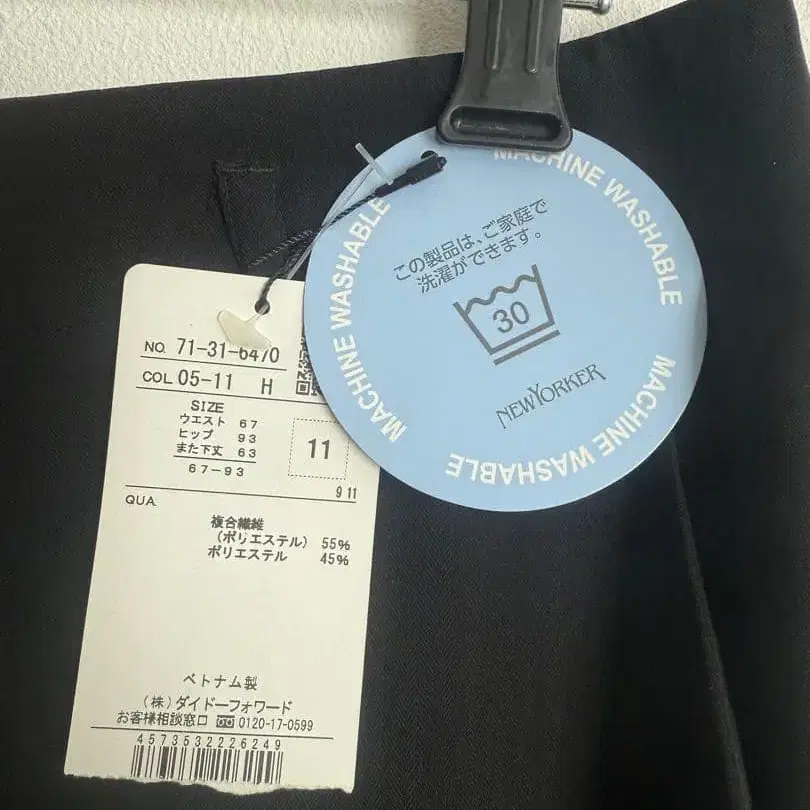 NO. 71-31-6470
COL 05-11 H
SIZE
ウエスト 67
ヒップ 93
また下丈 63
67-93
11
9 11
QUA.
複合繊維
(ポリエステル) 55%
ポリエステル 45%
ベトナム製
(株)ダイドーフォワード
お客様相談窓口 0120-17-0599
4573532226249
MACHINE WASHABLE
MACHINE WASHABLE
MACHINE WASHABLE
MACHINE WASHABLE
この製品は、ご家庭で
洗濯ができます。
30
NEWYORKER